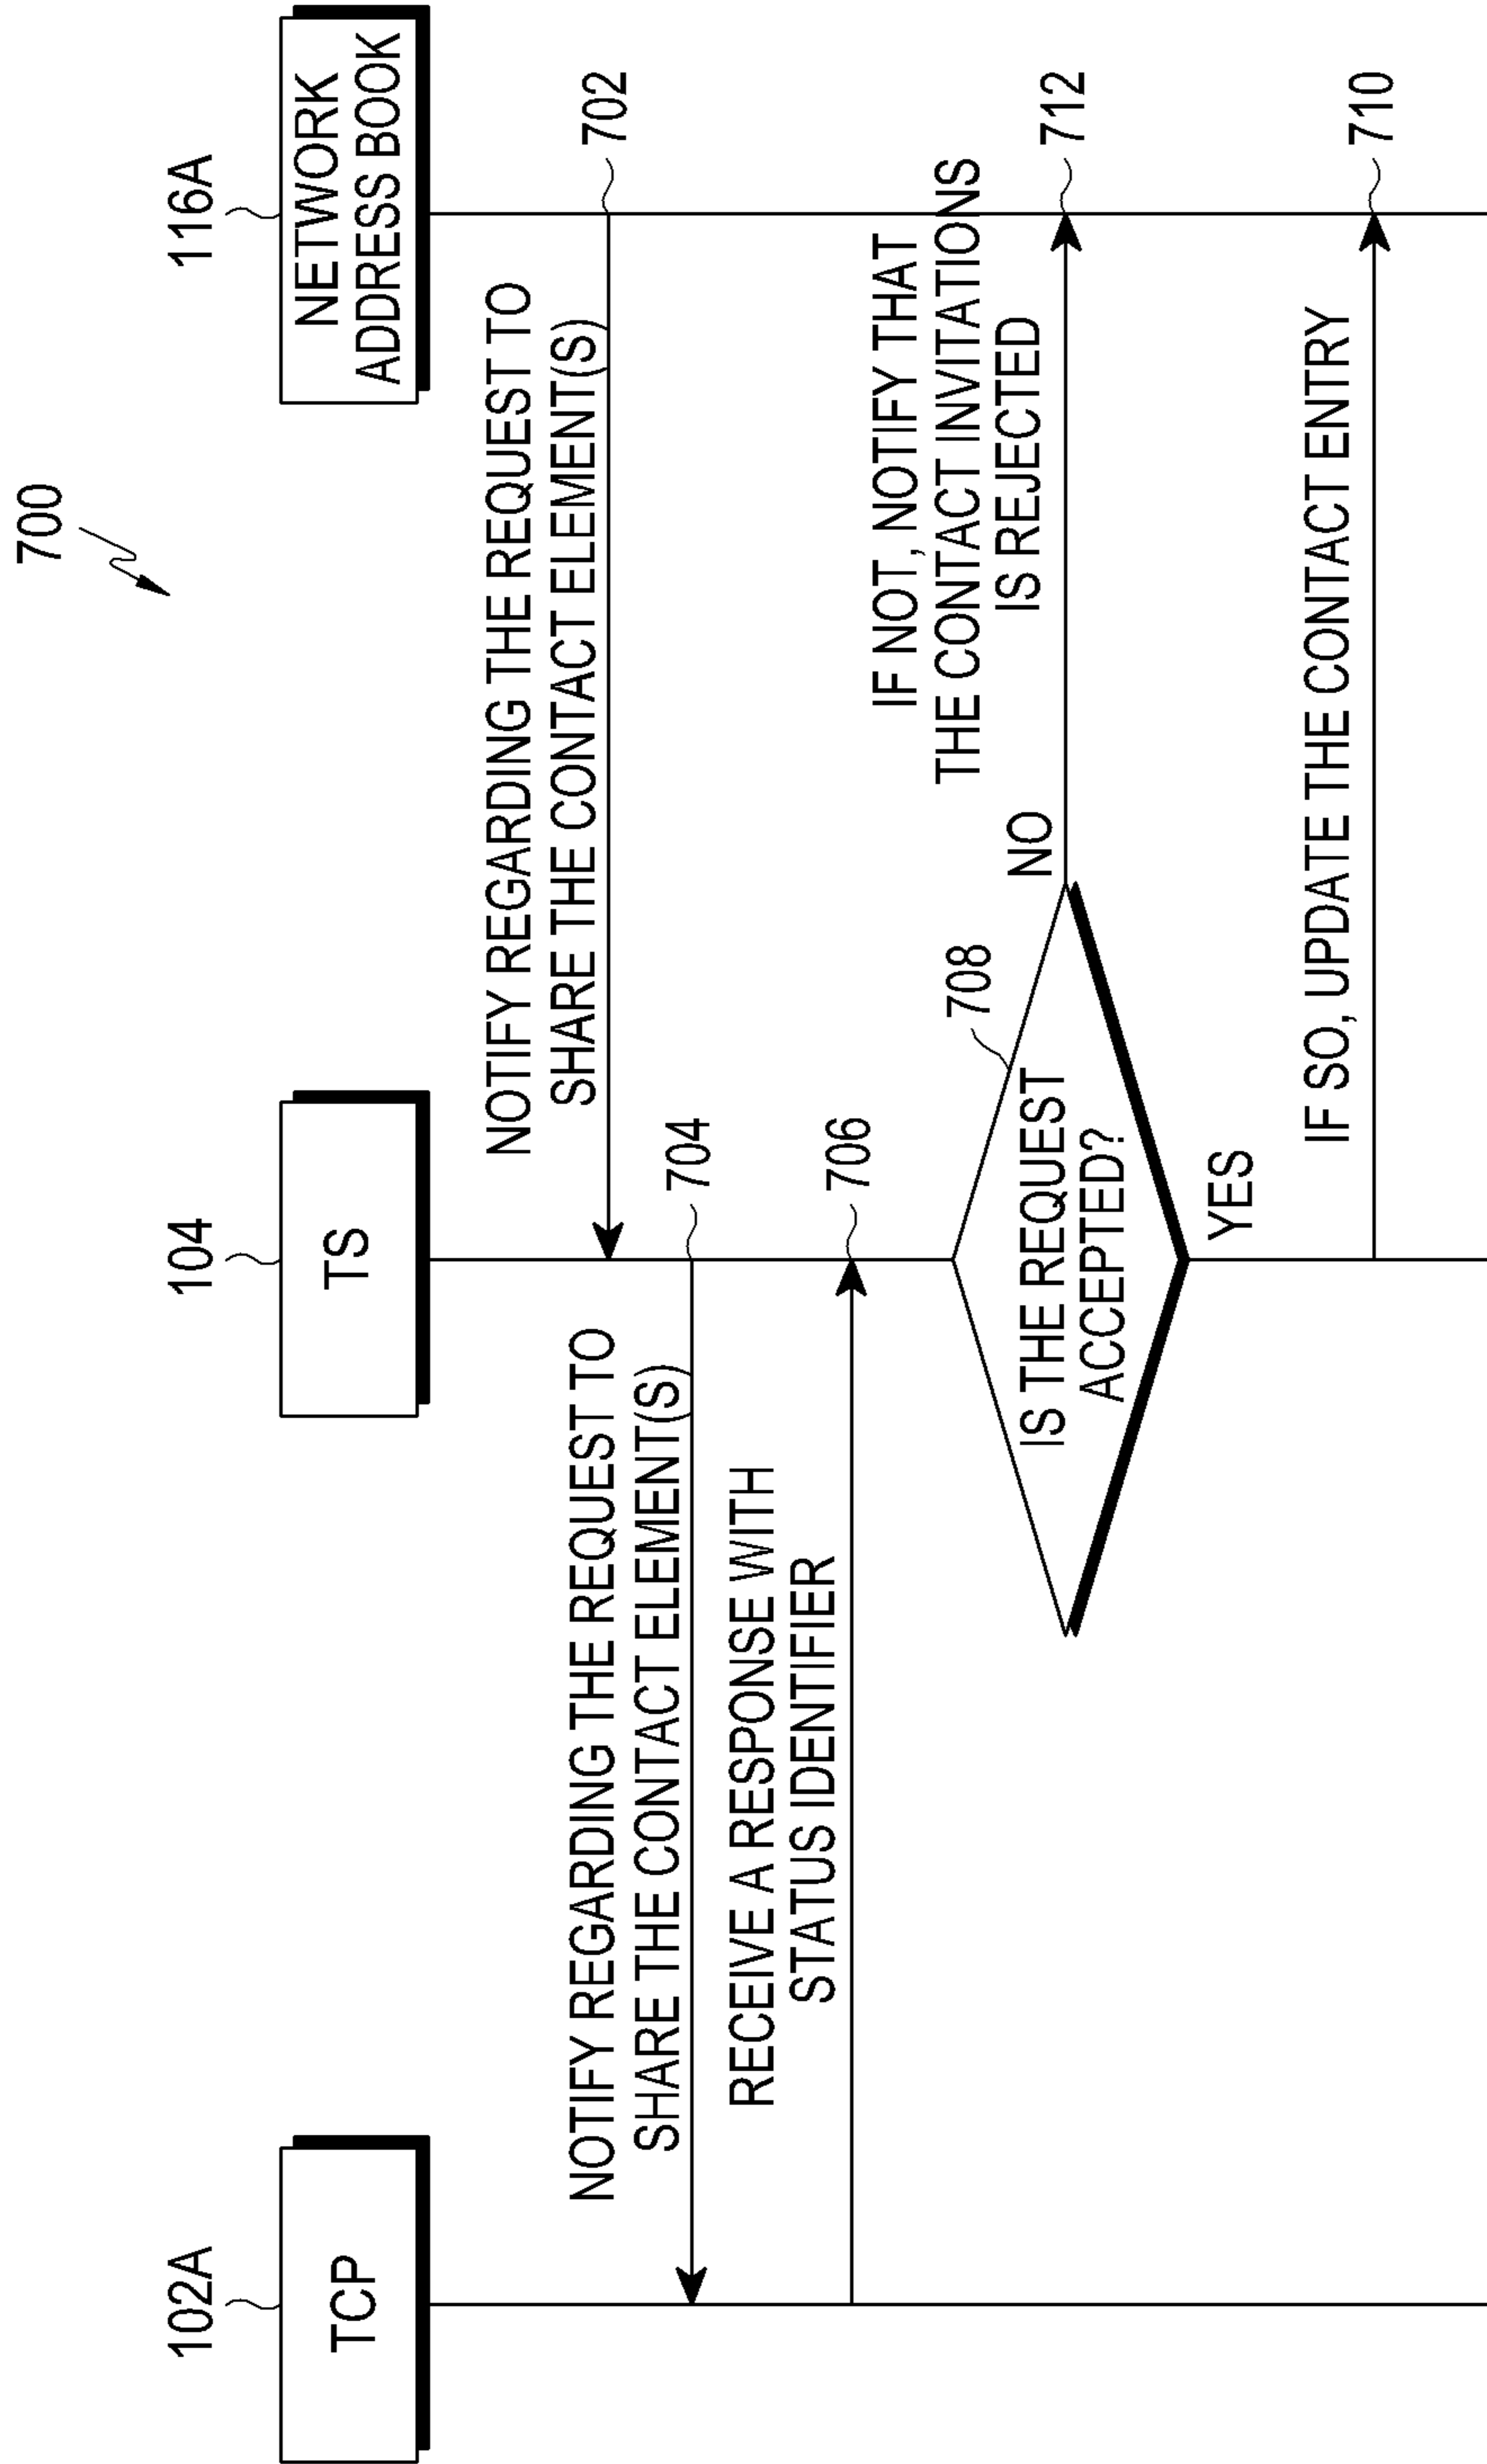 700
102A
104
116A
TCP
TS
NETWORK
ADDRESS BOOK
NOTIFY REGARDING THE REQUEST TO
SHARE THE CONTACT ELEMENT(S)
702
NOTIFY REGARDING THE REQUEST TO
SHARE THE CONTACT ELEMENT(S)
704
RECEIVE A RESPONSE WITH
STATUS IDENTIFIER
706
708
IS THE REQUEST
ACCEPTED?
NO
IF NOT, NOTIFY THAT
THE CONTACT INVITATIONS
IS REJECTED
712
YES
IF SO, UPDATE THE CONTACT ENTRY
710